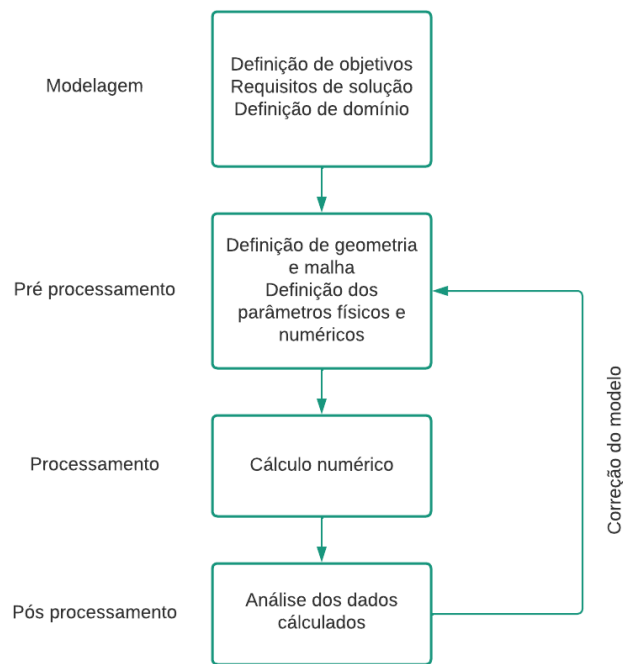 Modelagem
Definição de objetivos
Requisitos de solução
Definição de domínio
Pré processamento
Definição de geometria
e malha
Definição dos
parâmetros físicos e
numéricos
Correção do modelo
Processamento
Cálculo numérico
Pós processamento
Análise dos dados
cálculados